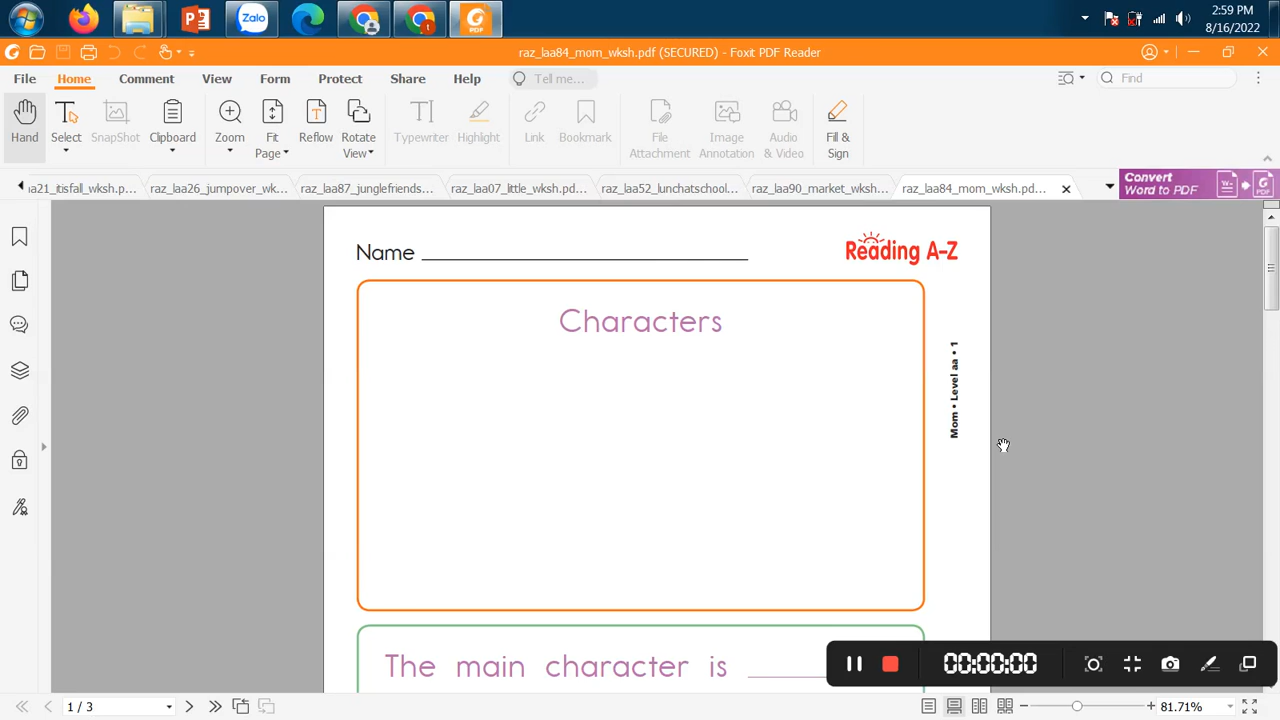 2:59 PM
8/16/2022
Zalo
raz_laa84_mom_wksh.pdf (SECURED) - Foxit PDF Reader
File Home Comment View Form Protect Share Help Tell me... Find
Hand Select SnapShot Clipboard Zoom Fit Page Reflow Rotate View Typewriter Highlight Link Bookmark File Attachment Image Annotation Audio & Video Fill & Sign
aa21_itisfall_wksh.p... raz_laa26_jumpover_wk... raz_laa87_junglefriends... raz_laa07_little_wksh.pd... raz_laa52_lunchatschool... raz_laa90_market_wksh... raz_laa84_mom_wksh.pd...
Convert
Word to PDF
Name
Reading A-Z
Characters
Mom • Level aa • 1
The main character is
00:00:00
1 / 3
81.71%